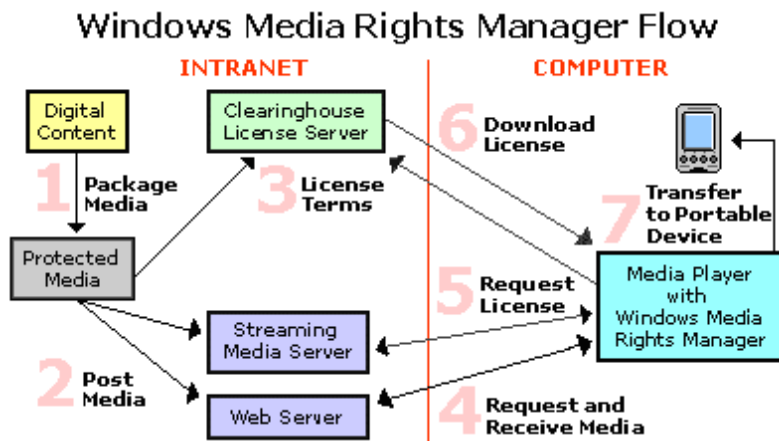 Windows Media Rights Manager Flow
INTRANET
COMPUTER
Digital
Content
Clearinghouse
License Server
6 Download
License
1 Package
Media
3 License
Terms
7 Transfer
to Portable
Device
Protected
Media
5 Request
License
Media Player
with
Windows Media
Rights Manager
Streaming
Media Server
2 Post
Media
Web Server
4 Request and
Receive Media